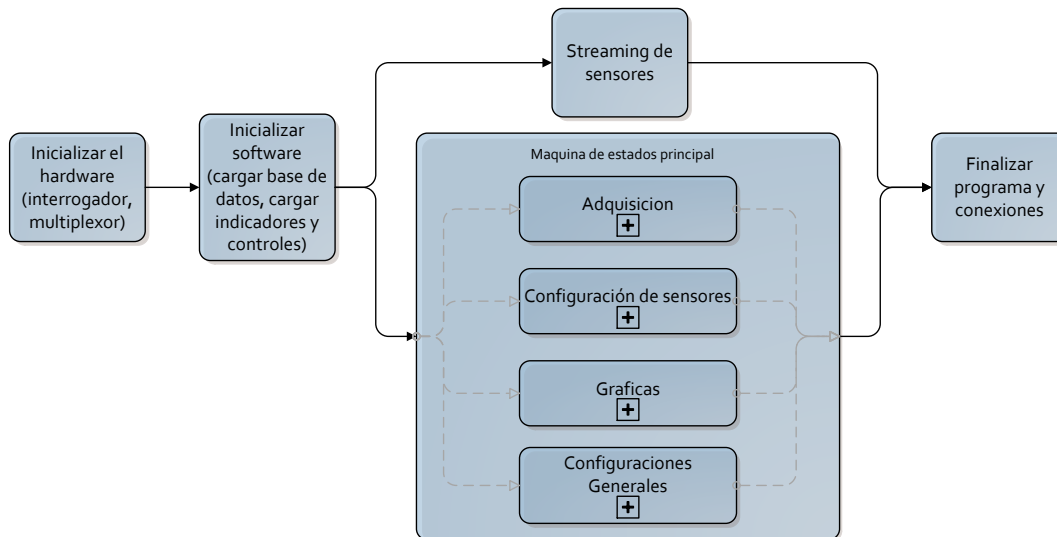 Inicializar el
hardware
(interrogador,
multiplexor)
Inicializar
software
(cargar base de
datos, cargar
indicadores y
controles)
Streaming de
sensores
Maquina de estados principal
Adquisicion
Configuración de sensores
Graficas
Configuraciones
Generales
Finalizar
programa y
conexiones